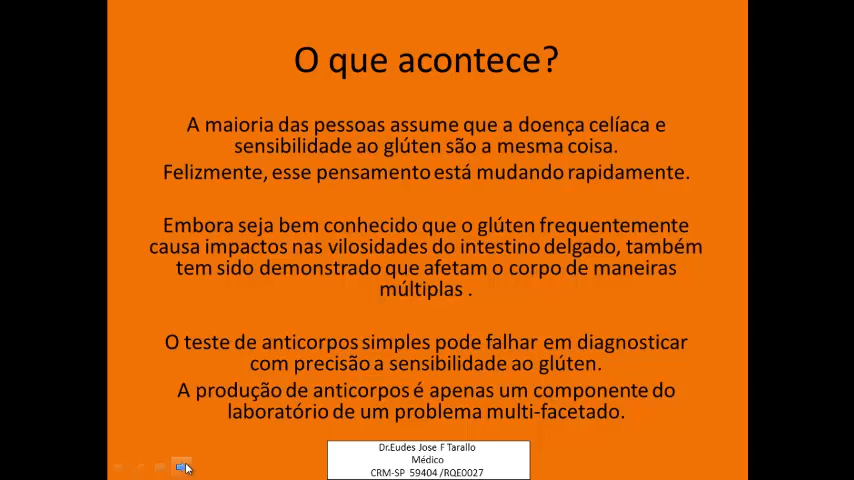 O que acontece?
A maioria das pessoas assume que a doença celíaca e
sensibilidade ao glúten são a mesma coisa.
Felizmente, esse pensamento está mudando rapidamente.
Embora seja bem conhecido que o glúten frequentemente
causa impactos nas vilosidades do intestino delgado, também
tem sido demonstrado que afetam o corpo de maneiras
múltiplas .
O teste de anticorpos simples pode falhar em diagnosticar
com precisão a sensibilidade ao glúten.
A produção de anticorpos é apenas um componente do
laboratório de um problema multi-facetado.
Dr.Eudes Jose F Tarallo
Médico
CRM-SP 59404 /RQE0027